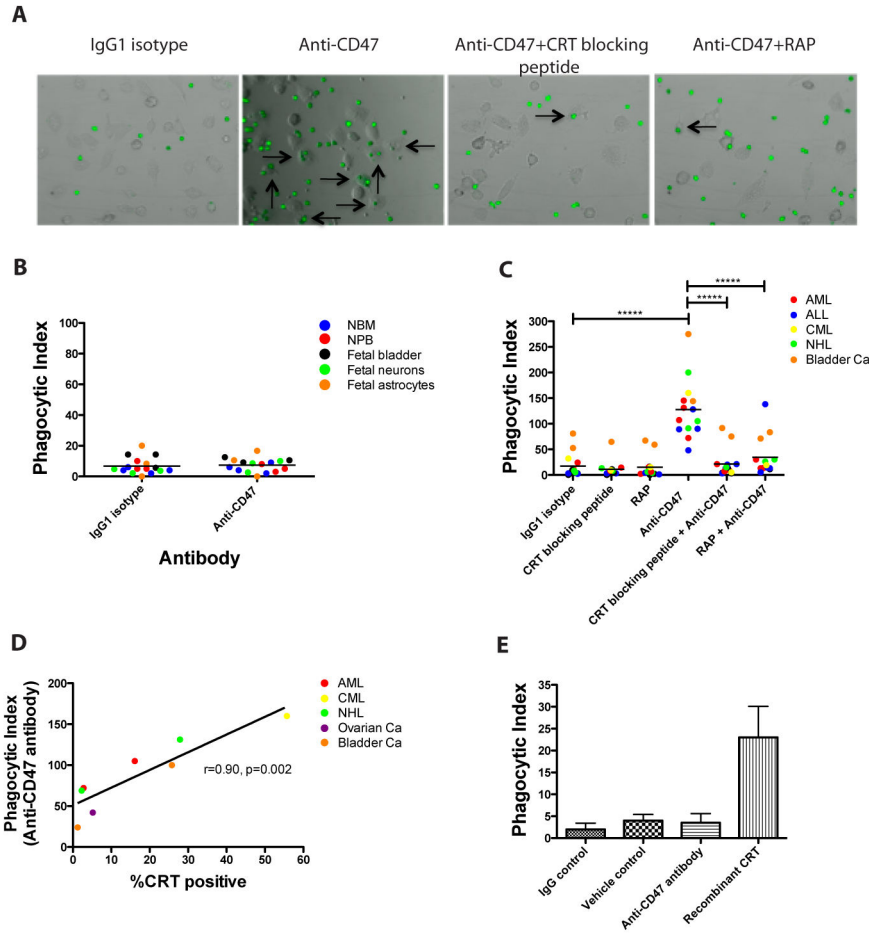 A
IgG1 isotype
Anti-CD47
Anti-CD47+CRT blocking
peptide
Anti-CD47+RAP
B
Phagocytic Index
100
80
60
40
20
0
IgG1 isotype
Anti-CD47
Antibody
NBM
NPB
Fetal bladder
Fetal neurons
Fetal astrocytes
C
Phagocytic Index
300
250
200
150
100
50
0
*****
*****
*****
IgG1 isotype
CRT blocking peptide
RAP
Anti-CD47
CRT blocking peptide + Anti-CD47
RAP + Anti-CD47
AML
ALL
CML
NHL
Bladder Ca
D
Phagocytic Index
(Anti-CD47 antibody)
200
150
100
50
0
0 10 20 30 40 50 60
%CRT positive
r=0.90, p=0.002
AML
CML
NHL
Ovarian Ca
Bladder Ca
E
Phagocytic Index
35
30
25
20
15
10
5
0
IgG control
Vehicle control
Anti-CD47 antibody
Recombinant CRT